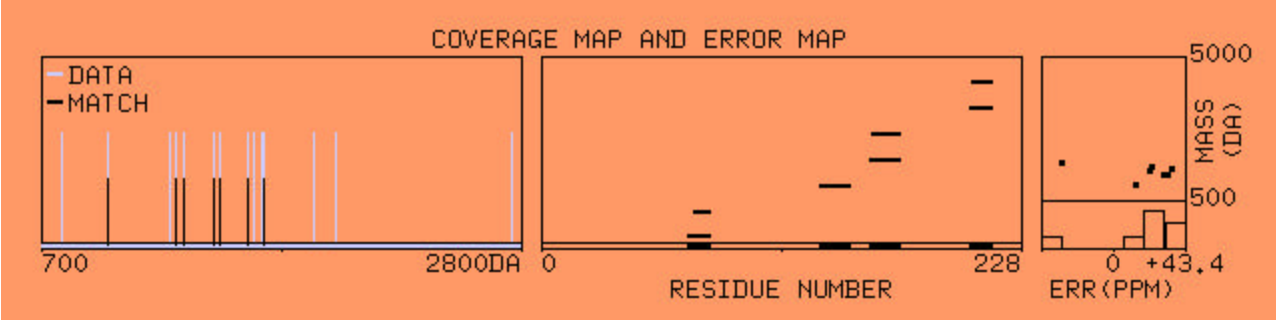 COVERAGE MAP AND ERROR MAP
DATA
MATCH
5000
MASS
(DA)
500
700
2800DA
0
228
0
+43.4
RESIDUE NUMBER
ERR(PPM)